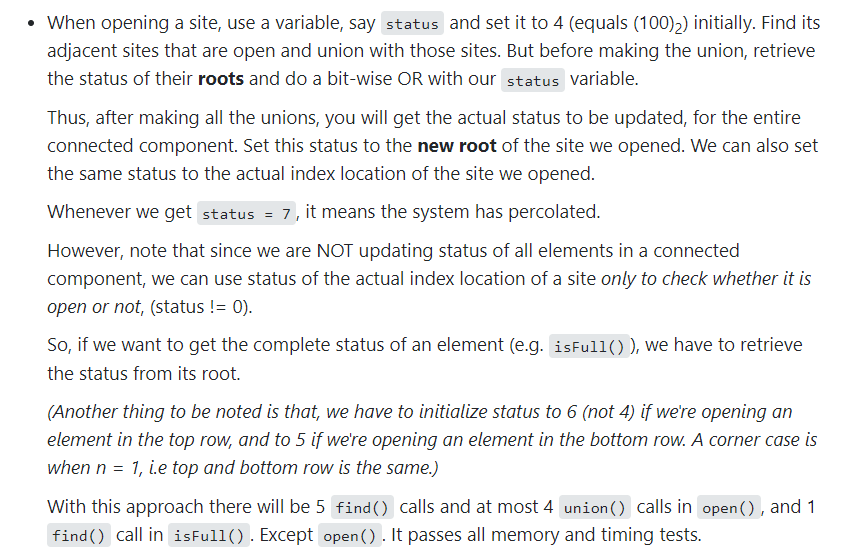 • When opening a site, use a variable, say status and set it to 4 (equals (100)₂) initially. Find its
adjacent sites that are open and union with those sites. But before making the union, retrieve
the status of their roots and do a bit-wise OR with our status variable.
Thus, after making all the unions, you will get the actual status to be updated, for the entire
connected component. Set this status to the new root of the site we opened. We can also set
the same status to the actual index location of the site we opened.
Whenever we get status = 7, it means the system has percolated.
However, note that since we are NOT updating status of all elements in a connected
component, we can use status of the actual index location of a site only to check whether it is
open or not, (status != 0).
So, if we want to get the complete status of an element (e.g. isFull()), we have to retrieve
the status from its root.
(Another thing to be noted is that, we have to initialize status to 6 (not 4) if we're opening an
element in the top row, and to 5 if we're opening an element in the bottom row. A corner case is
when n = 1, i.e top and bottom row is the same.)
With this approach there will be 5 find() calls and at most 4 union() calls in open(), and 1
find() call in isFull(). Except open(). It passes all memory and timing tests.